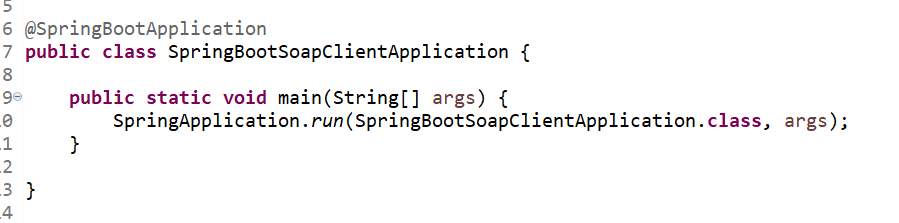 5
6 @SpringBootApplication
7 public class SpringBootSoapClientApplication {
8
9 public static void main(String[] args) {
0 SpringApplication.run(SpringBootSoapClientApplication.class, args);
1 }
2
3 }
4